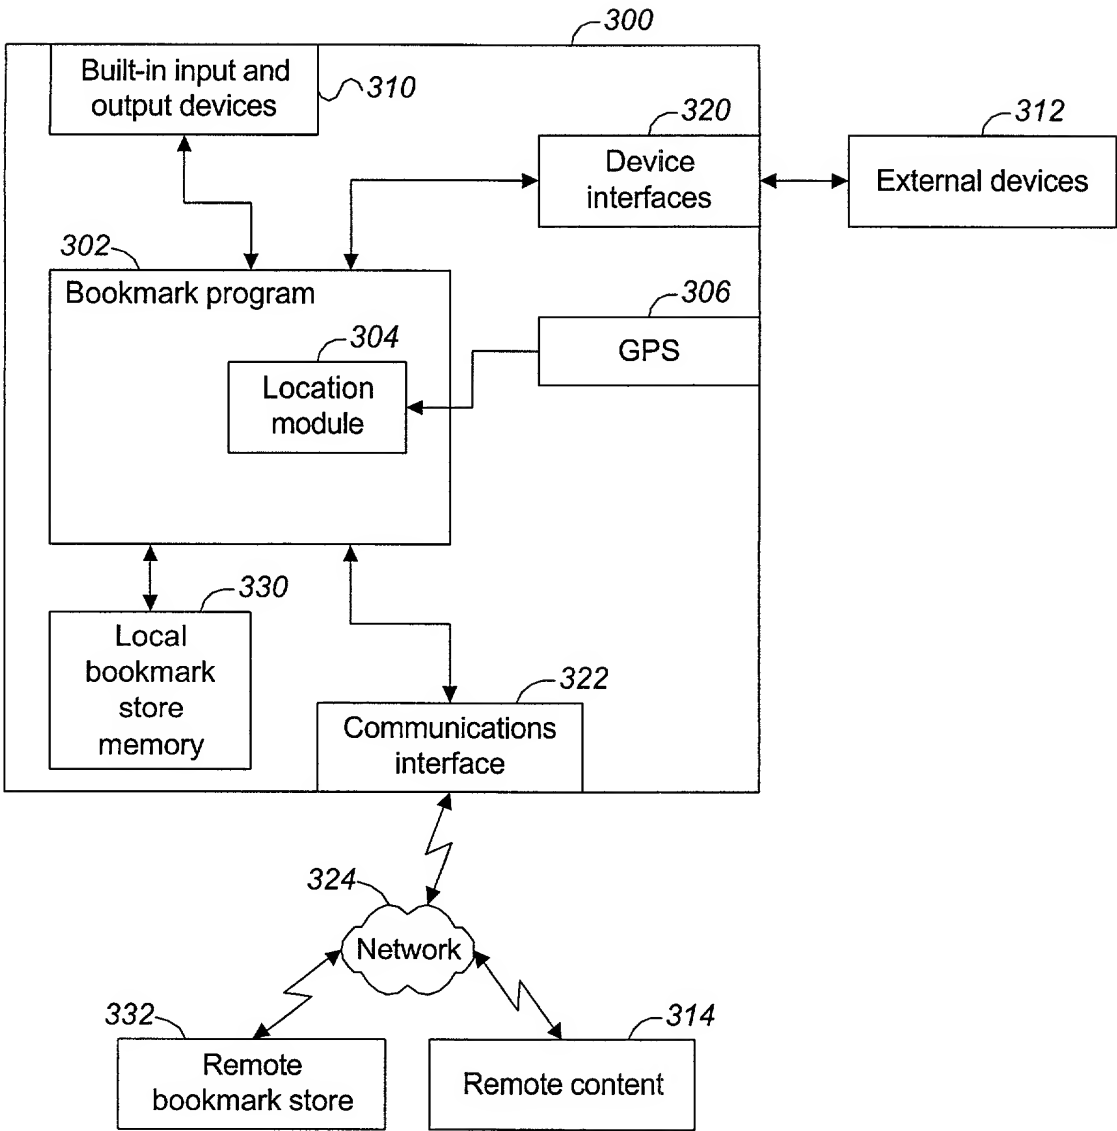 300
Built-in input and
output devices
310
320
Device
interfaces
312
External devices
302
Bookmark program
304
Location
module
306
GPS
330
Local
bookmark
store
memory
322
Communications
interface
324
Network
332
Remote
bookmark store
314
Remote content